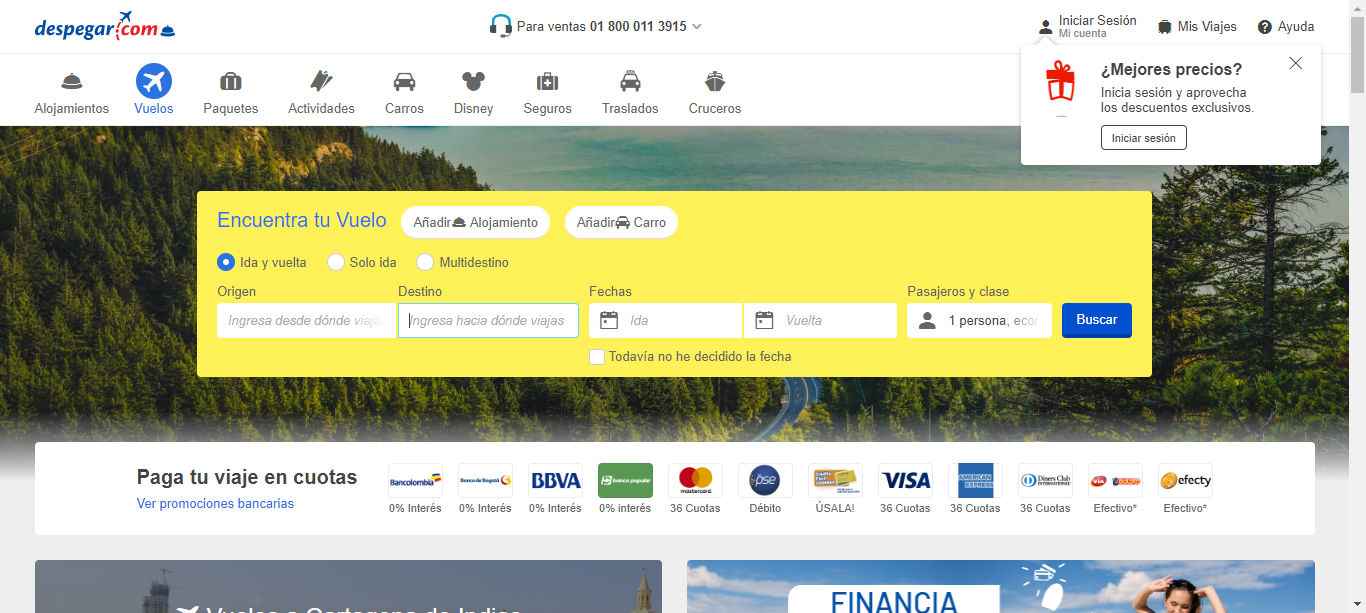 despegar.com
Para ventas 01 800 011 3915
Iniciar Sesión
Mi cuenta
Mis Viajes
Ayuda
¿Mejores precios?
Inicia sesión y aprovecha
los descuentos exclusivos.
Iniciar sesión
Alojamientos
Vuelos
Paquetes
Actividades
Carros
Disney
Seguros
Traslados
Cruceros
Encuentra tu Vuelo
Añadir Alojamiento
Añadir Carro
Ida y vuelta
Solo ida
Multidestino
Origen
Destino
Fechas
Pasajeros y clase
Ingresa desde dónde viaja
Ingresa hacia dónde viajas
Ida
Vuelta
1 persona, econ
Buscar
Todavía no he decidido la fecha
Paga tu viaje en cuotas
Ver promociones bancarias
Bancolombia
0% Interés
Banco de Bogotá
0% Interés
BBVA
0% Interés
banco popular
0% interés
mastercard
36 Cuotas
pse
Débito
ÚSALA!
VISA
36 Cuotas
AMERICAN EXPRESS
36 Cuotas
Diners Club
INTERNATIONAL
36 Cuotas
via baloto
Efectivo*
efecty
Efectivo*
Vuelos a Cartagena de Indias
FINANCIA